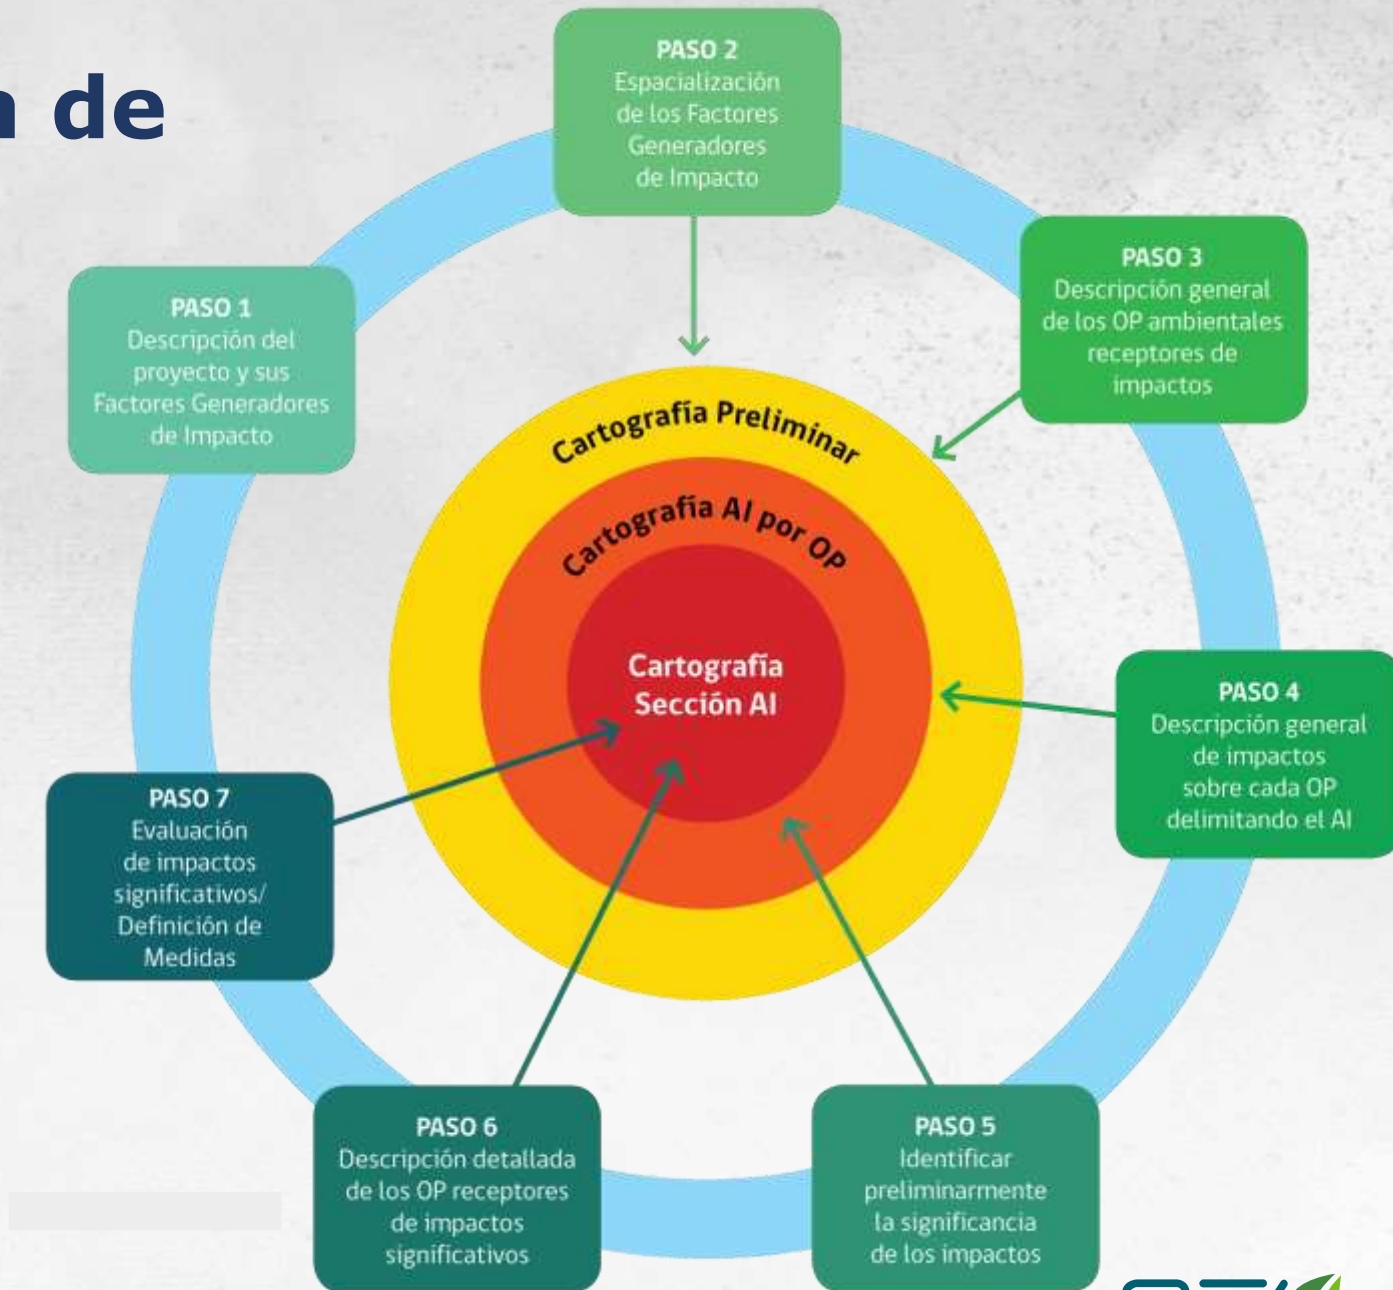 de
PASO 1
Descripción del
proyecto y sus
Factores Generadores
de Impacto
PASO 2
Espacialización
de los Factores
Generadores
de Impacto
PASO 3
Descripción general
de los OP ambientales
receptores de
impactos
PASO 4
Descripción general
de impactos
sobre cada OP
delimitando el AI
PASO 5
Identificar
preliminarmente
la significancia
de los impactos
PASO 6
Descripción detallada
de los OP receptores
de impactos
significativos
PASO 7
Evaluación
de impactos
significativos/
Definición de
Medidas
Cartografía Preliminar
Cartografía AI por OP
Cartografía
Sección AI